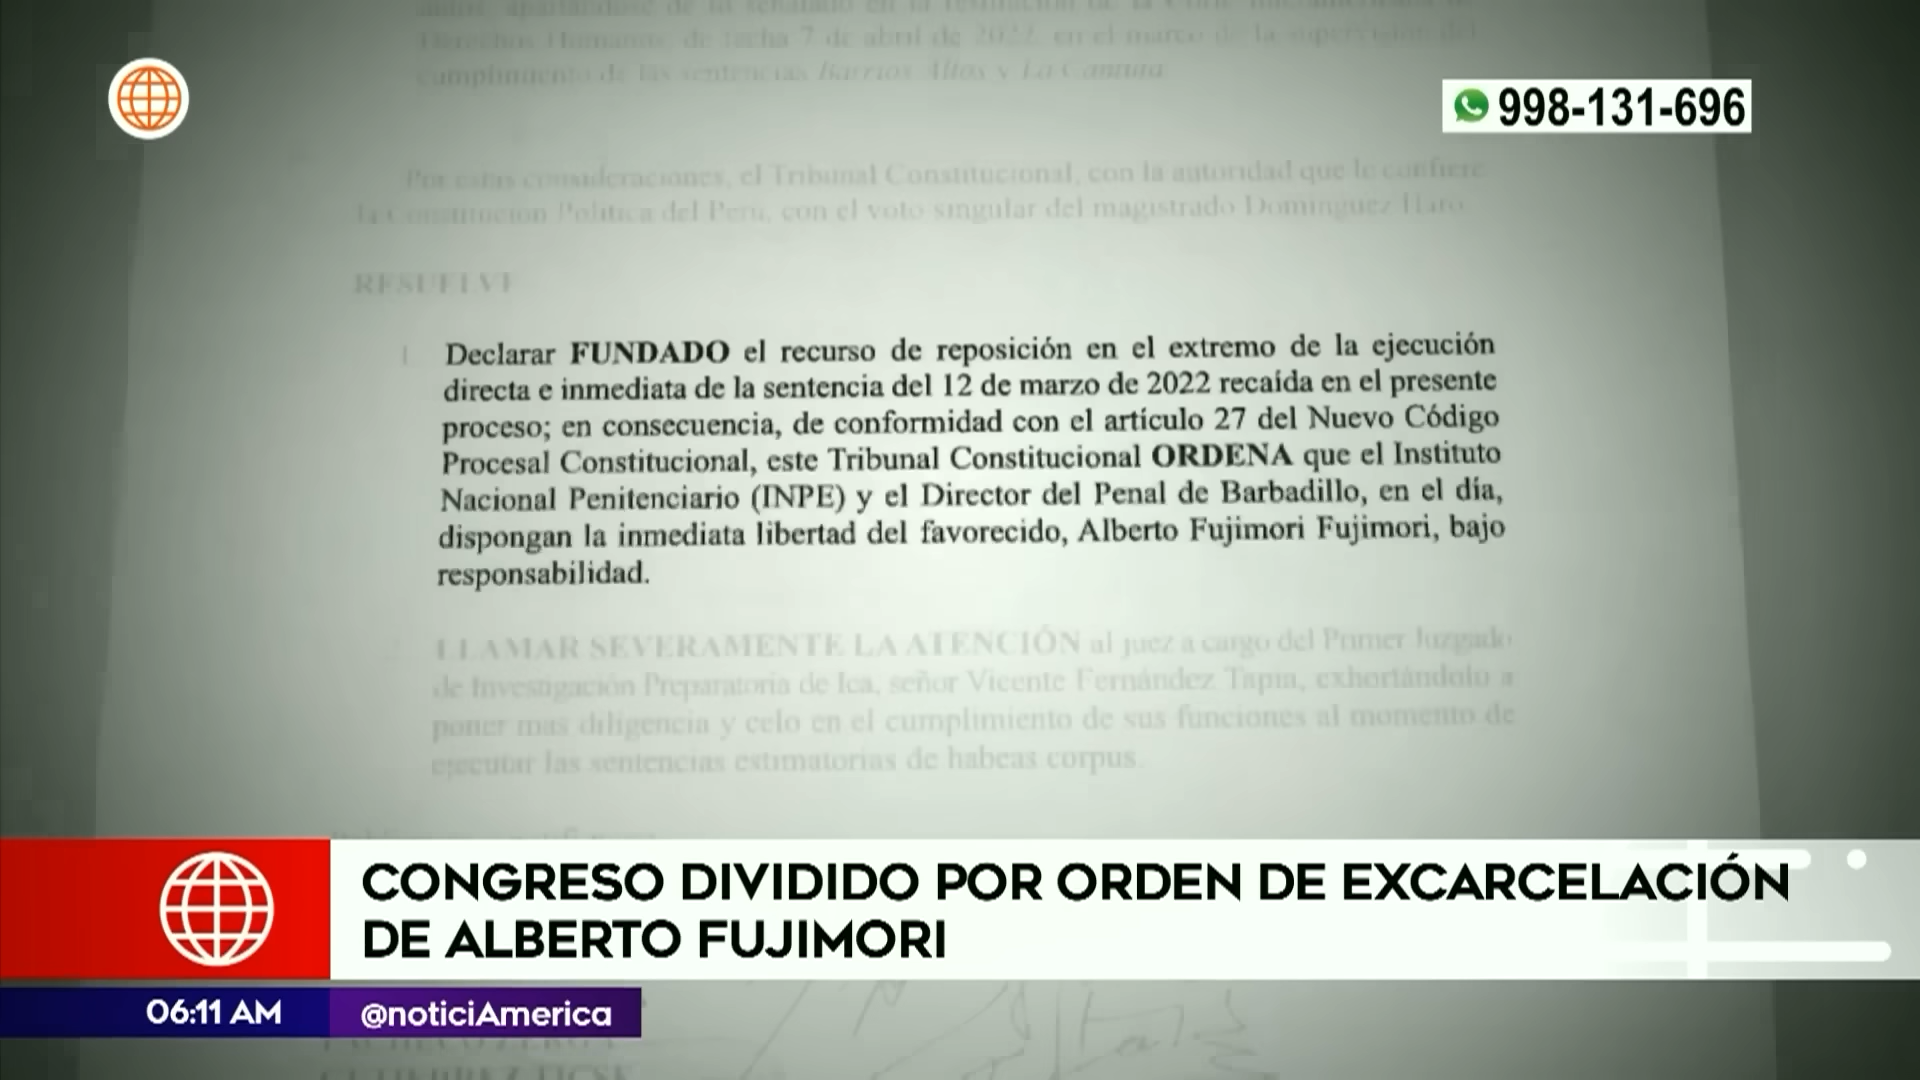 Derechos Humanos, de fecha 7 de abril de 2022, en el marco de la supervisión del
cumplimiento de las sentencias Barrios Altos y La Cantuta.
998-131-696
Por estas consideraciones, el Tribunal Constitucional, con la autoridad que le confiere
la Constitución Política del Perú, con el voto singular del magistrado Domínguez Haro,
RESUELVE
1. Declarar FUNDADO el recurso de reposición en el extremo de la ejecución
directa e inmediata de la sentencia del 12 de marzo de 2022 recaída en el presente
proceso; en consecuencia, de conformidad con el artículo 27 del Nuevo Código
Procesal Constitucional, este Tribunal Constitucional ORDENA que el Instituto
Nacional Penitenciario (INPE) y el Director del Penal de Barbadillo, en el día,
dispongan la inmediata libertad del favorecido, Alberto Fujimori Fujimori, bajo
responsabilidad.
LLAMAR SEVERAMENTE LA ATENCIÓN al juez a cargo del Primer Juzgado
de Investigación Preparatoria de Ica, señor Vicente Fernández Tapia, exhortándolo a
poner mas diligencia y celo en el cumplimiento de sus funciones al momento de
ejecutar las sentencias estimatorias de habeas corpus.
CONGRESO DIVIDIDO POR ORDEN DE EXCARCELACIÓN
DE ALBERTO FUJIMORI
06:11 AM @noticiAmerica